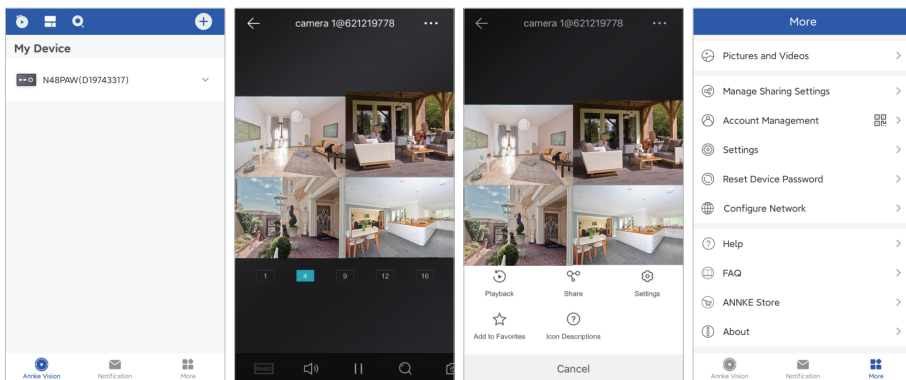 My Device
N48PAW(D19743317)
Annke Vision
Notification
More
camera 1@621219778
1
4
9
12
16
BASIC
camera 1@621219778
Playback
Share
Settings
Add to Favorites
Icon Descriptions
Cancel
More
Pictures and Videos
Manage Sharing Settings
Account Management
Settings
Reset Device Password
Configure Network
Help
FAQ
ANNKE Store
About
Annke Vision
Notification
More